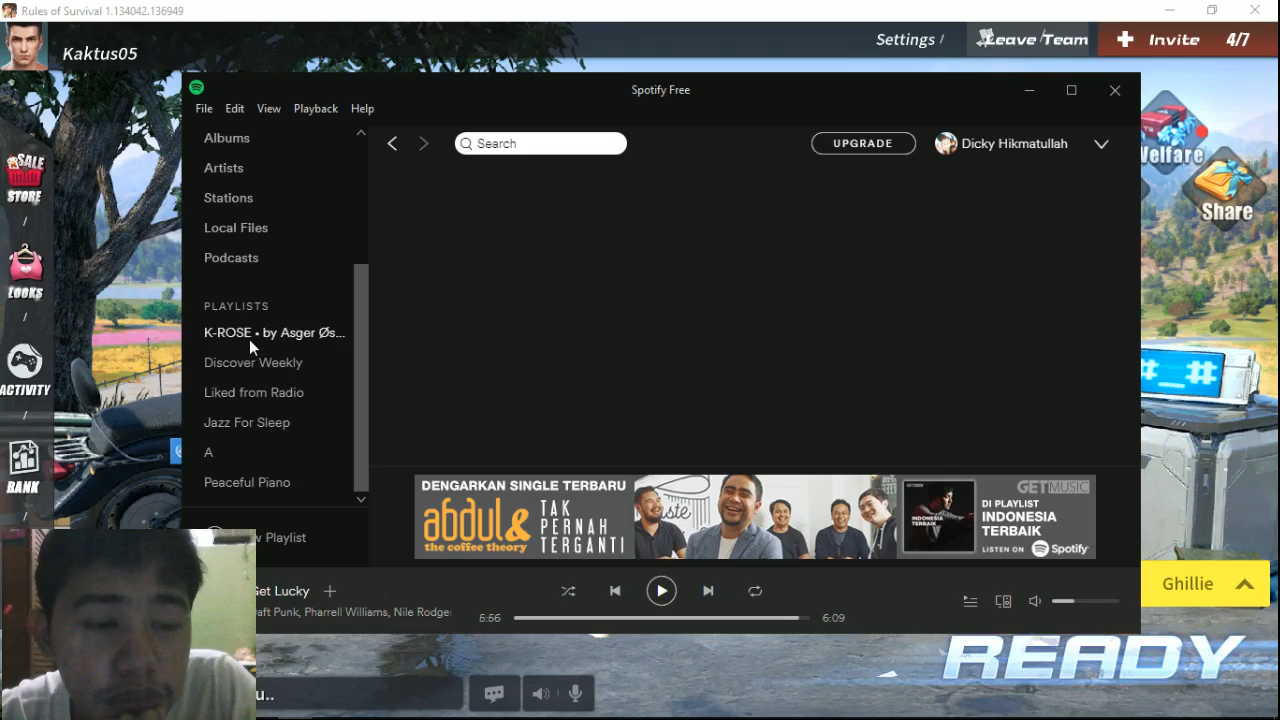 Rules of Survival 1.134042.136949
Kaktus05
Settings /
Leave Team
Invite 4/7
Spotify Free
File Edit View Playback Help
Albums
Artists
Stations
Local Files
Podcasts
PLAYLISTS
K-ROSE • by Asger Øs...
Discover Weekly
Liked from Radio
Jazz For Sleep
A
Peaceful Piano
Playlist
Search
UPGRADE
Dicky Hikmatullah
DENGARKAN SINGLE TERBARU
abdul&
the coffee theory
TAK
PERNAH
TERGANTI
GETMUSIC
DI PLAYLIST
INDONESIA
TERBAIK
LISTEN ON Spotify
Get Lucky
Daft Punk, Pharrell Williams, Nile Rodge
5:56
6:09
SALE
STORE
/
LOOKS
/
ACTIVITY
/
RANK
/
Welfare
Share
# _ #
Ghillie
READY
u..